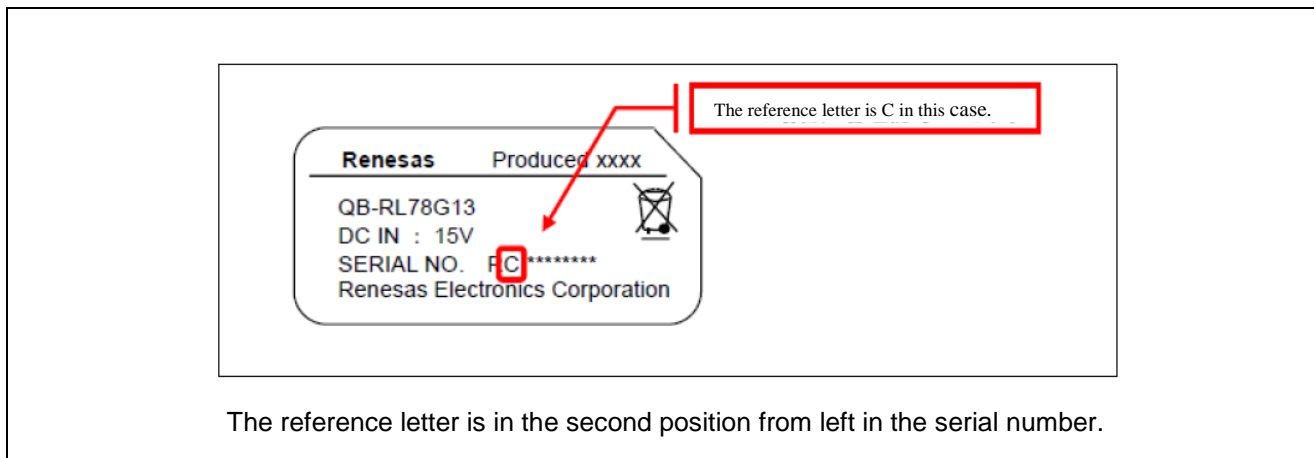 The reference letter is C in this case.
Renesas Produced xxxx
QB-RL78G13
DC IN : 15V
SERIAL NO. RC********
Renesas Electronics Corporation
The reference letter is in the second position from left in the serial number.